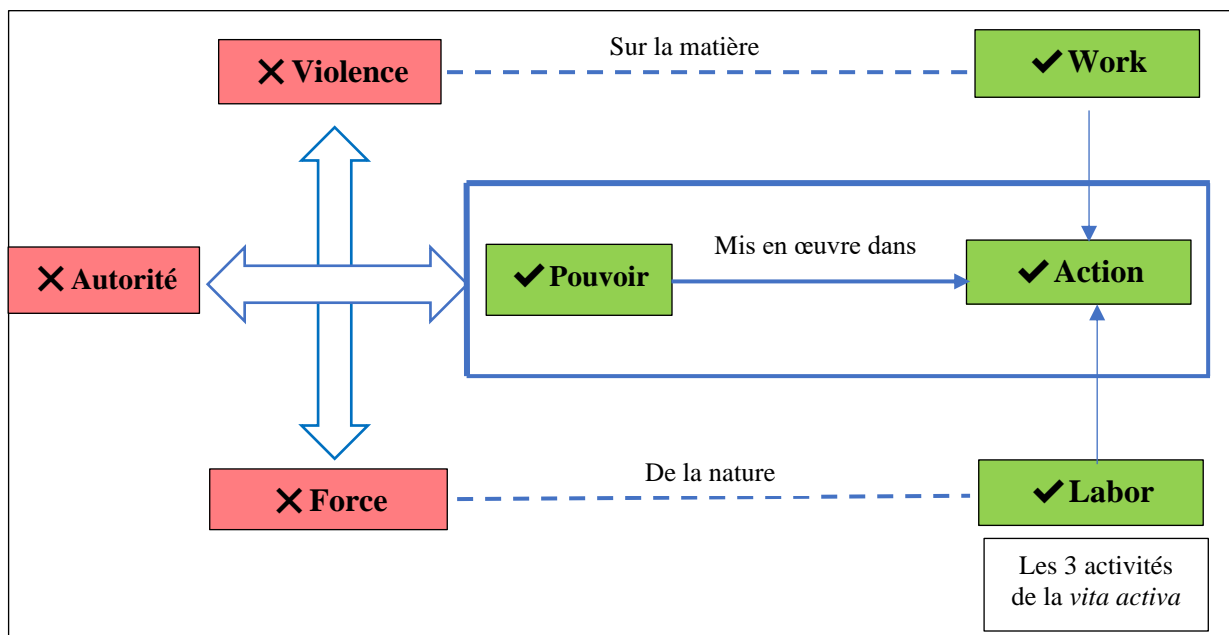 Sur la matière
✕ Violence
✔ Work
Mis en œuvre dans
✕ Autorité
✔ Pouvoir
✔ Action
De la nature
✕ Force
✔ Labor
Les 3 activités
de la vita activa